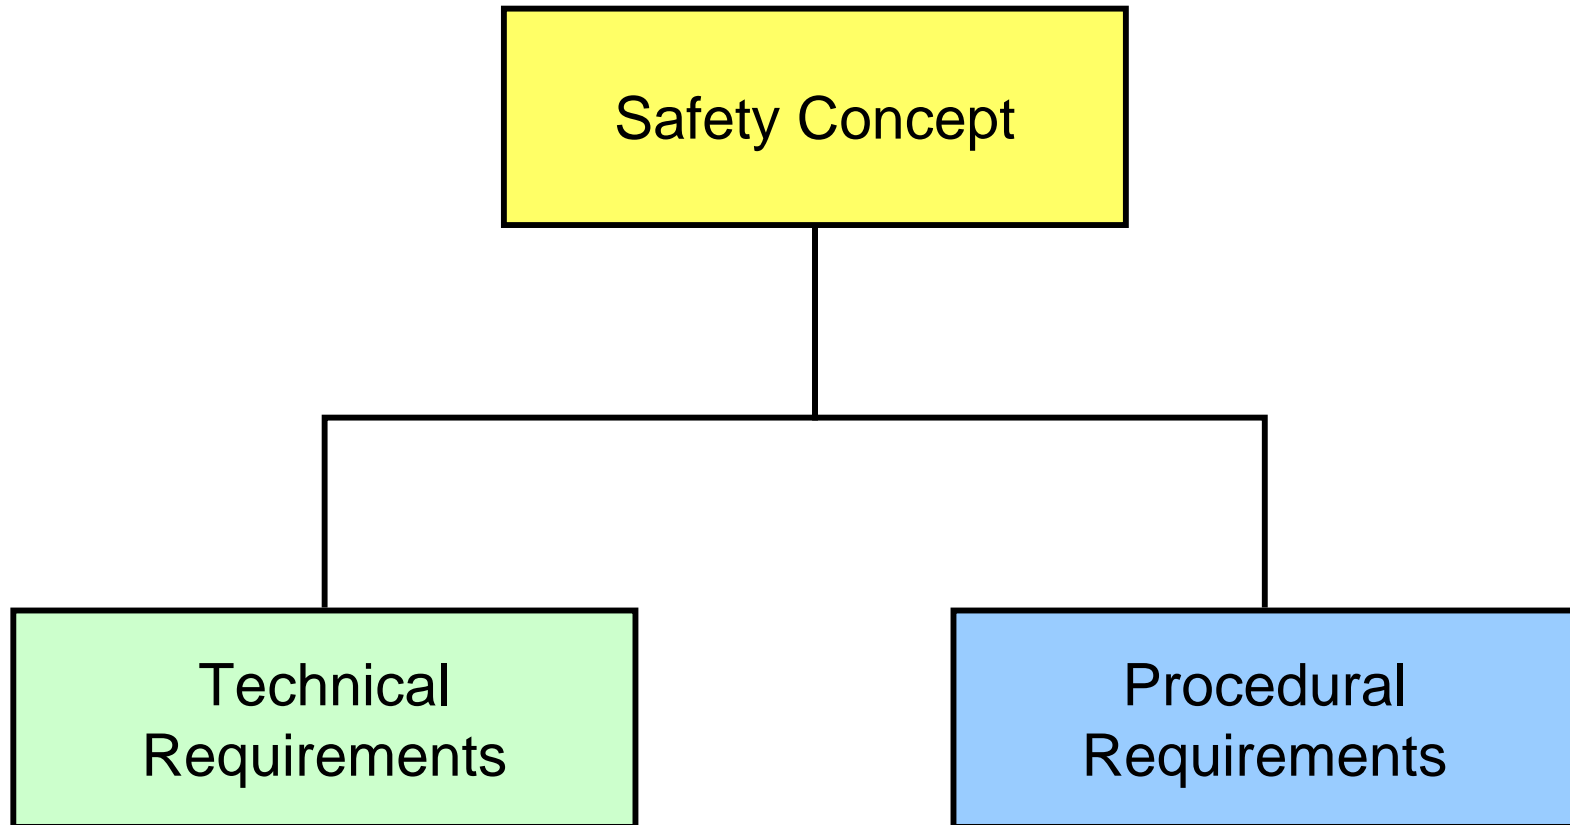 Safety Concept
Technical
Requirements
Procedural
Requirements